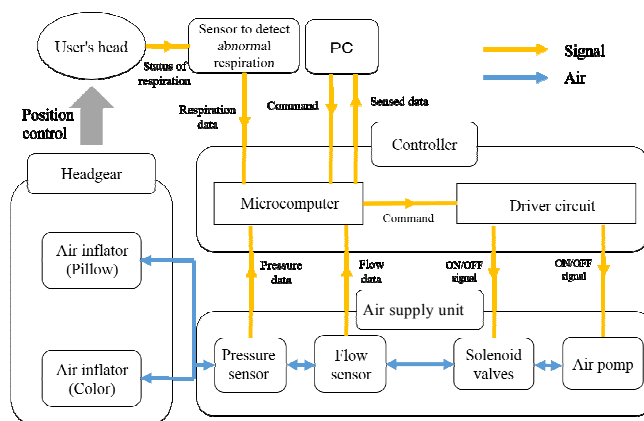 User's head
Sensor to detect
abnormal
respiration
PC
Signal
Air
Status of
respiration
Position
control
Respiration
data
Command
Sensed data
Controller
Headgear
Microcomputer
Command
Driver circuit
Air inflator
(Pillow)
Pressure
data
Flow
data
ON/OFF
signal
ON/OFF
signal
Air supply unit
Air inflator
(Color)
Pressure
sensor
Flow
sensor
Solenoid
valves
Air pomp